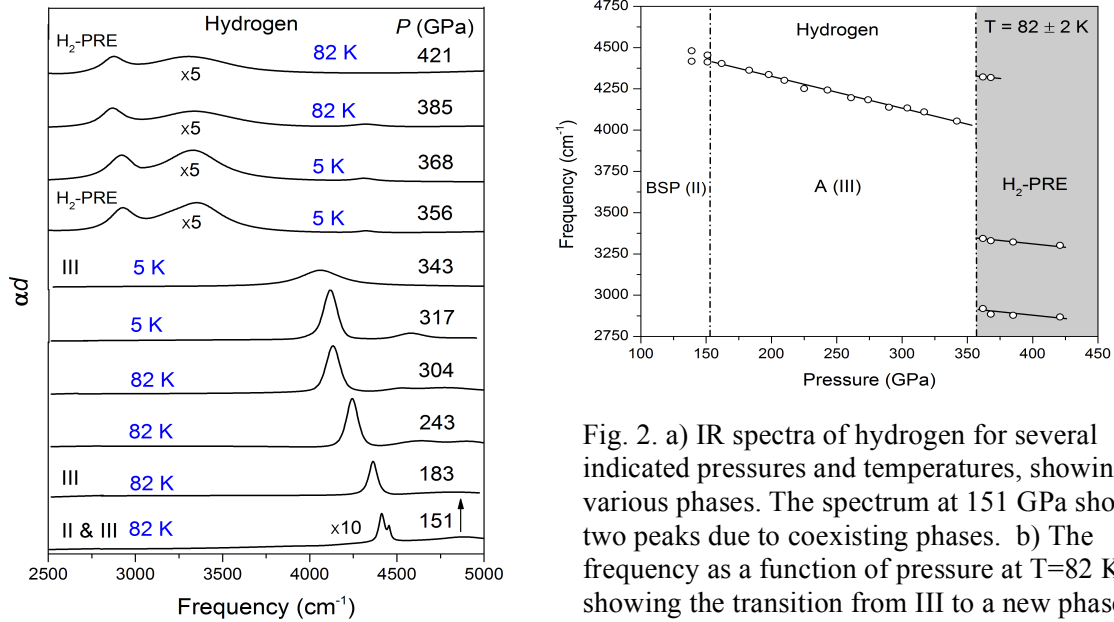 Hydrogen P (GPa)
H2-PRE 82 K 421
x5
82 K 385
x5
368
5 K
x5
H2-PRE 356
5 K
x5
III 5 K 343
5 K 317
82 K 304
82 K 243
III 82 K 183
II & III 82 K x10 151
αd
2500 3000 3500 4000 4500 5000
Frequency (cm-1)
4750
4500
4250
4000
3750
3500
3250
3000
2750
Frequency (cm-1)
Hydrogen T = 82 ± 2 K
BSP (II) A (III) H2-PRE
100 150 200 250 300 350 400 450
Pressure (GPa)
Fig. 2. a) IR spectra of hydrogen for several
indicated pressures and temperatures, showin
various phases. The spectrum at 151 GPa sho
two peaks due to coexisting phases. b) The
frequency as a function of pressure at T=82 K
showing the transition from III to a new phase